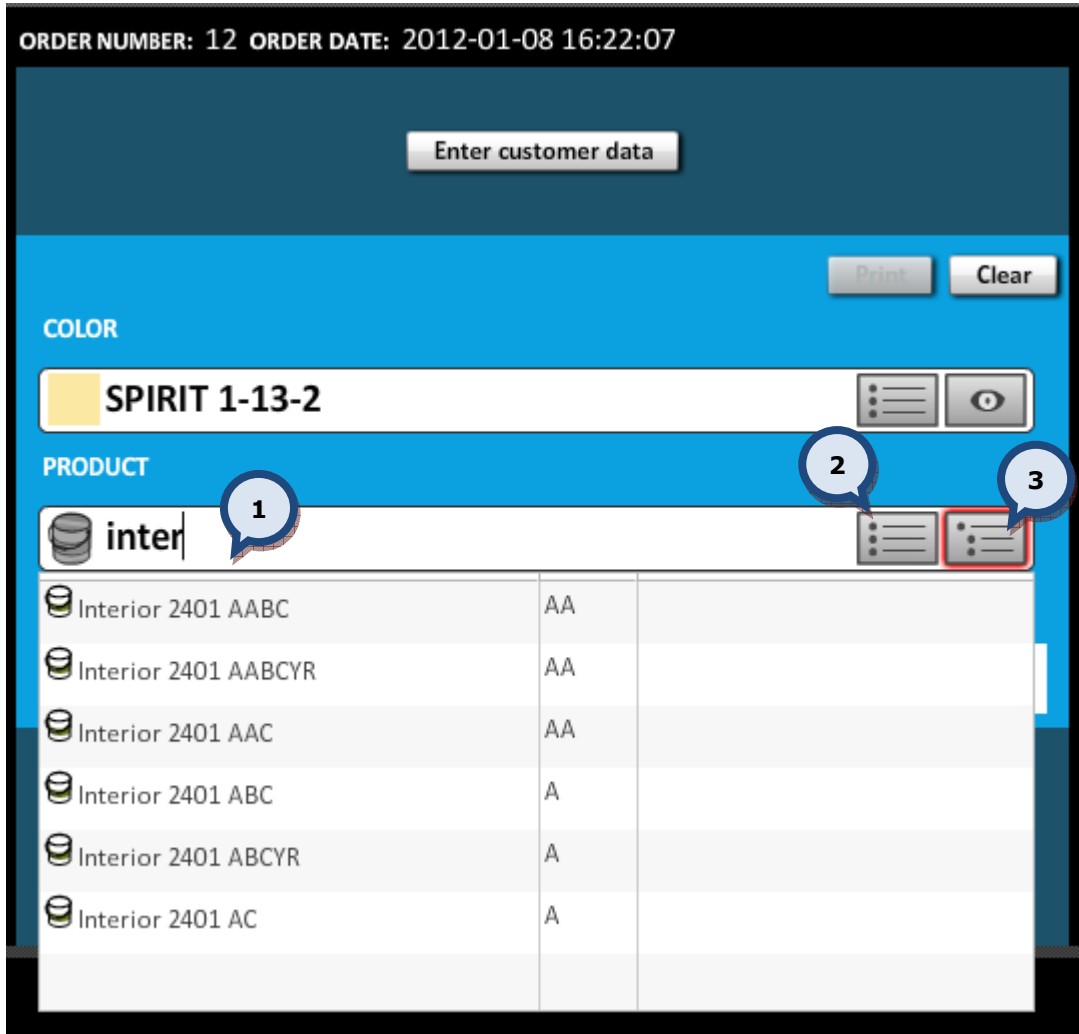 ORDER NUMBER: 12 ORDER DATE: 2012-01-08 16:22:07
Enter customer data
Print Clear
COLOR
SPIRIT 1-13-2
PRODUCT
2
3
1
inter
Interior 2401 AABC AA
Interior 2401 AABCYR AA
Interior 2401 AAC AA
Interior 2401 ABC A
Interior 2401 ABCYR A
Interior 2401 AC A